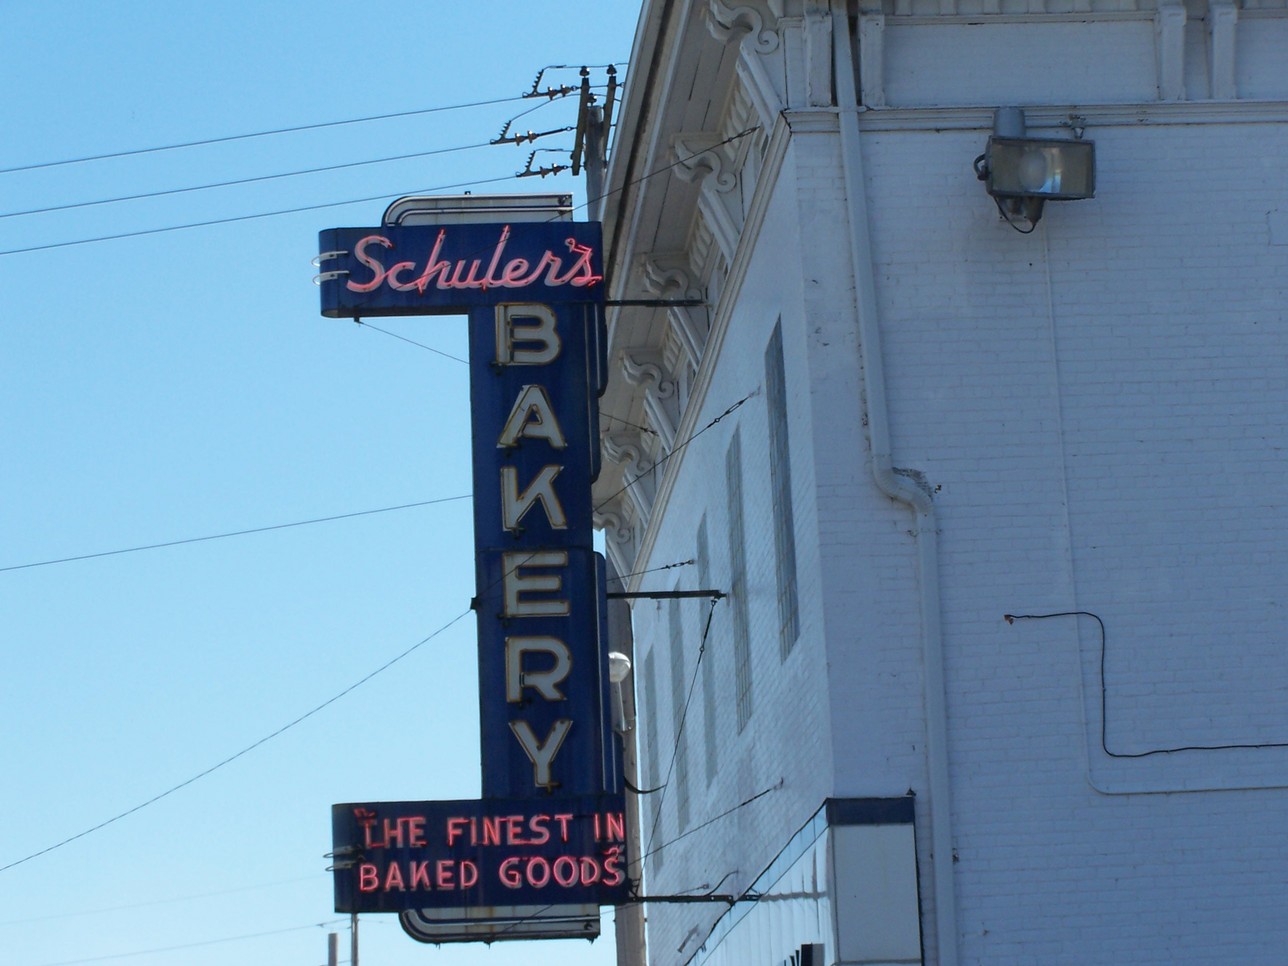 Schuler's
BAKERY
"THE FINEST IN
BAKED GOODS"